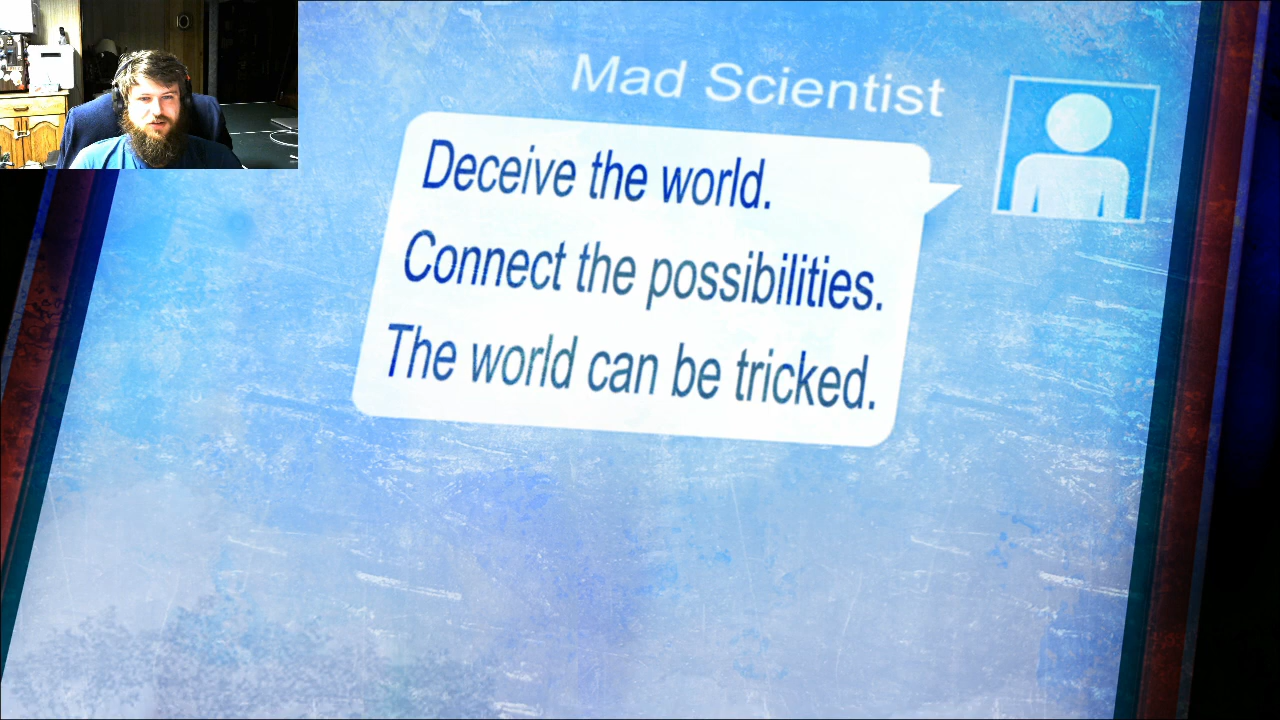 Mad Scientist
Deceive the world.
Connect the possibilities.
The world can be tricked.